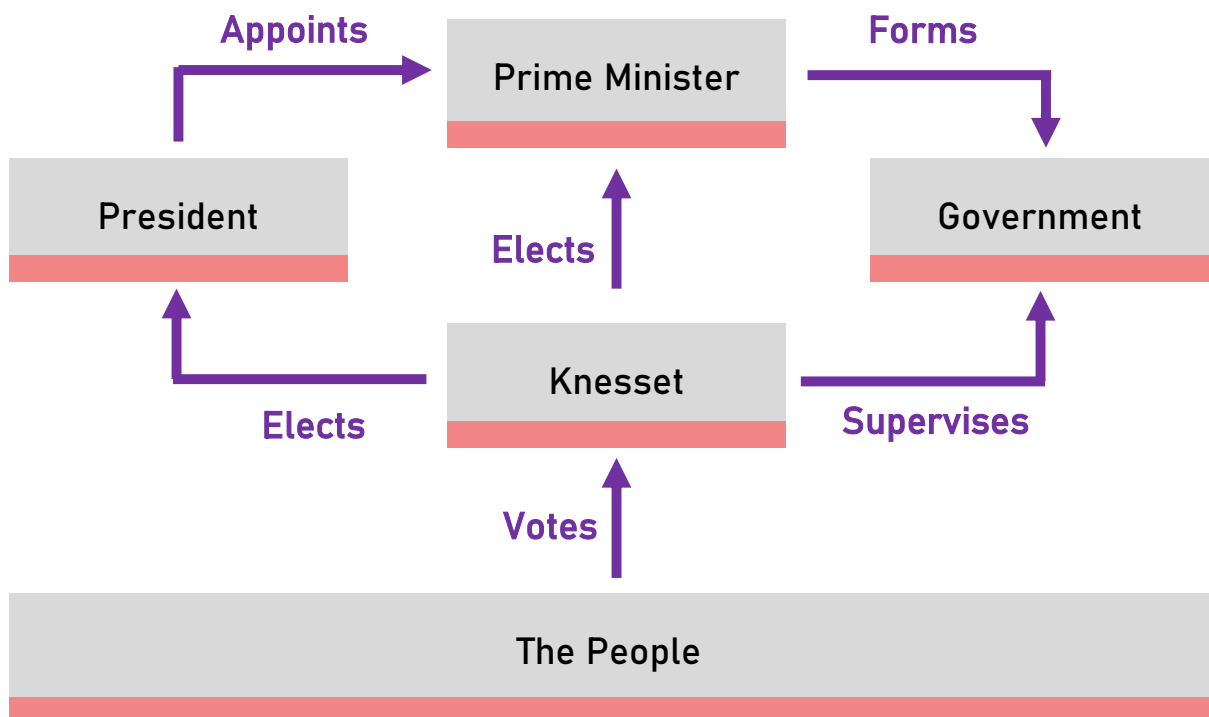 Appoints
Forms
Prime Minister
President
Government
Elects
Knesset
Elects
Supervises
Votes
The People